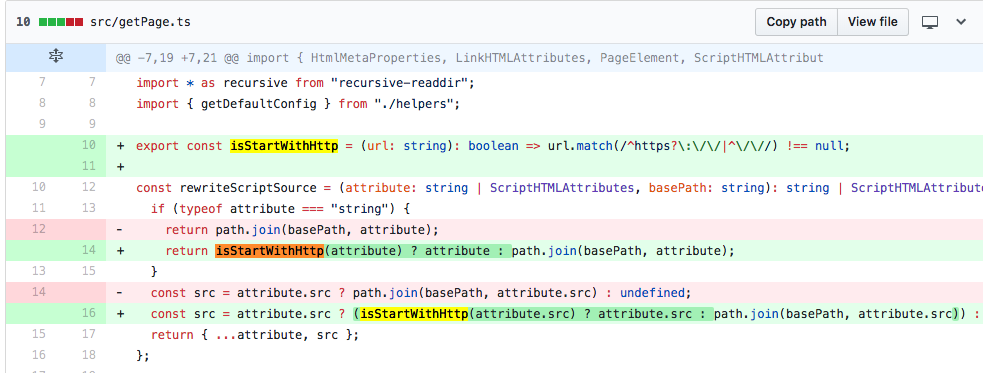 10 src/getPage.ts Copy path View file
@@ -7,19 +7,21 @@ import { HtmlMetaProperties, LinkHTMLAttributes, PageElement, ScriptHTMLAttribut
7 7 import * as recursive from "recursive-readdir";
8 8 import { getDefaultConfig } from "./helpers";
9 9
10 + export const isStartWithHttp = (url: string): boolean => url.match(/^https?\:\/\/|^\/\//) !== null;
11 +
10 12 const rewriteScriptSource = (attribute: string | ScriptHTMLAttributes, basePath: string): string | ScriptHTMLAttribute
11 13 if (typeof attribute === "string") {
12 - return path.join(basePath, attribute);
14 + return isStartWithHttp(attribute) ? attribute : path.join(basePath, attribute);
13 15 }
14 - const src = attribute.src ? path.join(basePath, attribute.src) : undefined;
16 + const src = attribute.src ? (isStartWithHttp(attribute.src) ? attribute.src : path.join(basePath, attribute.src)) :
15 17 return { ...attribute, src };
16 18 };